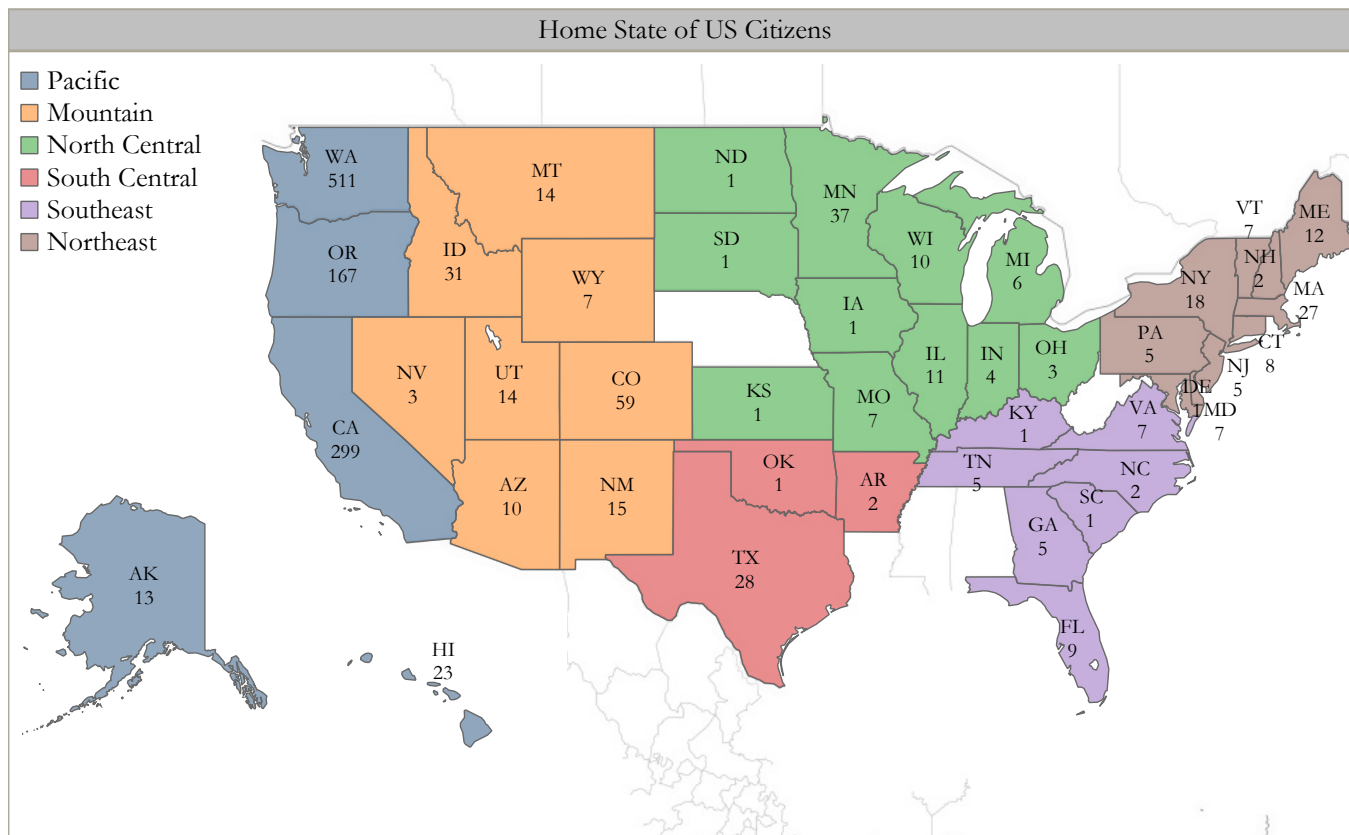 Home State of US Citizens
Pacific
Mountain
North Central
South Central
Southeast
Northeast
WA
511
OR
167
CA
299
AK
13
HI
23
MT
14
ID
31
WY
7
NV
3
UT
14
CO
59
AZ
10
NM
15
ND
1
SD
1
MN
37
WI
10
MI
6
IA
1
IL
11
IN
4
OH
3
KS
1
MO
7
OK
1
AR
2
TX
28
KY
1
TN
5
VA
7
NC
2
SC
1
GA
5
FL
9
VT
7
ME
12
NH
2
NY
18
MA
27
PA
5
CT
8
NJ
5
DE
1
MD
7